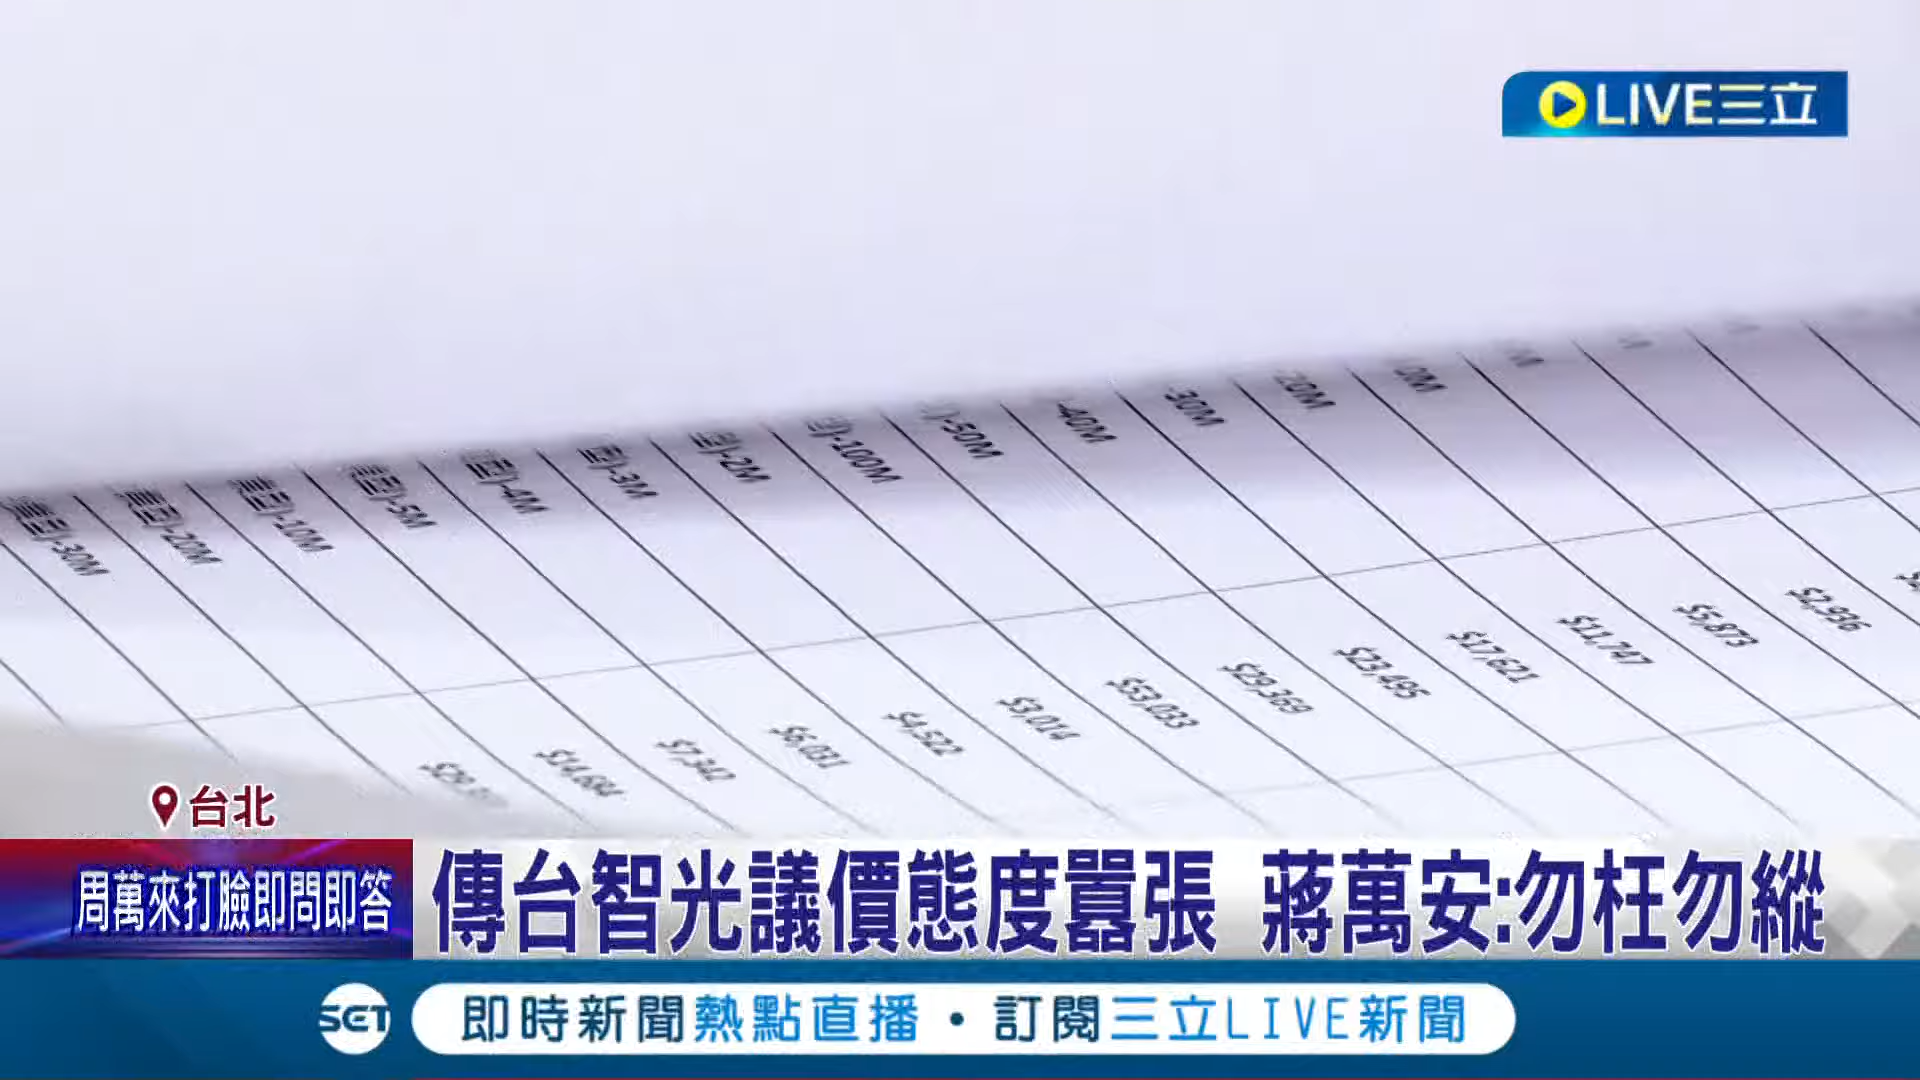 LIVE三立
-30M
-20M
-10M
-5M
-4M
-3M
-2M
-100M
-50M
-40M
-30M
-20M
$14,684
$7,342
$6,031
$4,522
$3,014
$53,033
$29,369
$23,495
$17,621
$11,747
$5,873
$2,936
台北
周萬來打臉即問即答
傳台智光議價態度囂張 蔣萬安:勿枉勿縱
SET
即時新聞熱點直播・訂閱三立LIVE新聞